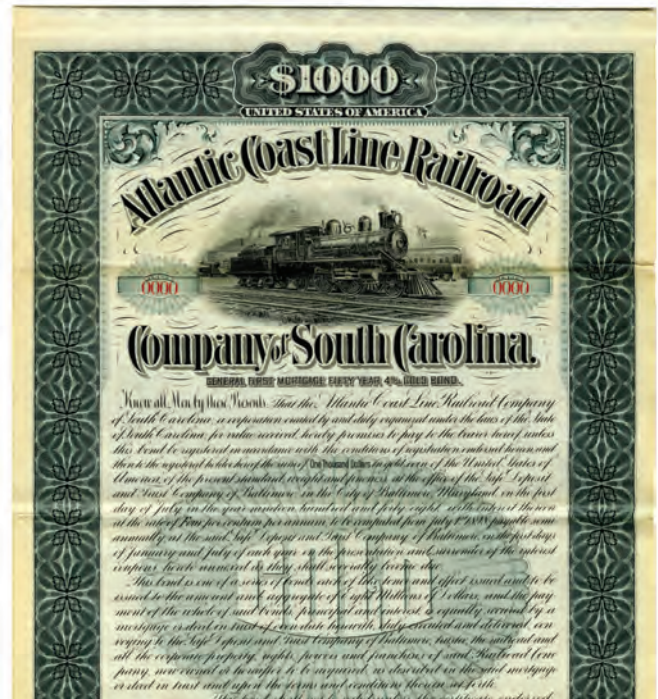 $1000
UNITED STATES OF AMERICA
Atlantic Coast Line Railroad
0000 0000
Company of South Carolina.
GENERAL FIRST MORTGAGE FIFTY YEAR 4% GOLD BOND.
Know all Men by these Presents, that the Atlantic Coast Line Railroad Company
of South Carolina, a corporation created by and duly organized under the laws of the State
of South Carolina, for value received, hereby promises to pay to the bearer hereof, unless
this bond be registered in accordance with the conditions of registration endorsed hereon, and
then to the registered holder hereof the sum of One Thousand Dollars in gold coin of the United States of
America, of the present standard, weight and fineness, at the office of the Safe Deposit
and Trust Company of Baltimore, in the City of Baltimore, Maryland, on the first
day of July in the year nineteen hundred and forty eight, with interest thereon
at the rate of Four per centum per annum, to be computed from July 1st 1898, payable semi
annually at the said Safe Deposit and Trust Company of Baltimore, on the first days
of January and July of each year on the presentation and surrender of the interest
coupons hereto annexed as they shall severally become due.
This bond is one of a series of bonds, each of like tenor and effect issued and to be
issued to the amount and aggregate of Eight Millions of Dollars, and the pay
ment of the whole of said bonds, principal and interest is equally secured by a
mortgage or deed in trust of even date herewith, duly executed and delivered, con
veying to the Safe Deposit and Trust Company of Baltimore, trustee, the railroad and
all the corporate property, rights, powers and franchises of said Railroad Com
pany, now owned or hereafter to be acquired, as described in the said mortgage
or deed in trust and upon the terms and conditions therein set forth.